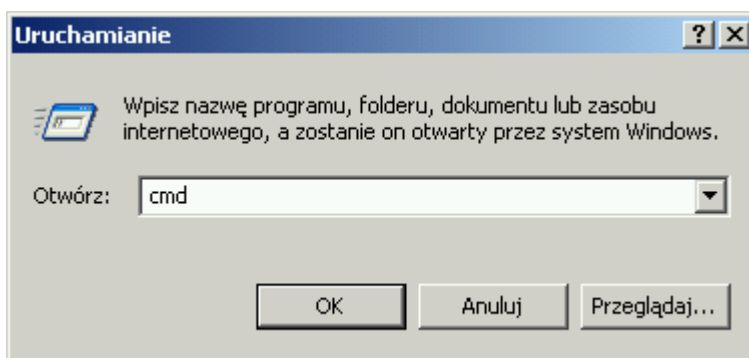 Uruchamianie
Wpisz nazwę programu, folderu, dokumentu lub zasobu
internetowego, a zostanie on otwarty przez system Windows.
Otwórz: cmd
OK Anuluj Przeglądaj...